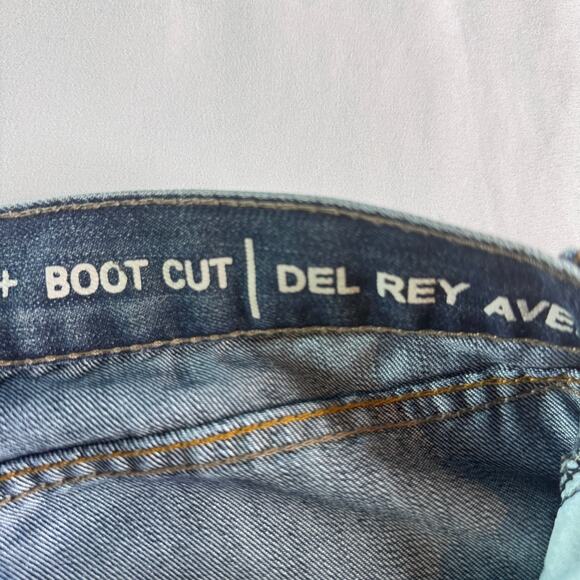 + BOOT CUT | DEL REY AVE